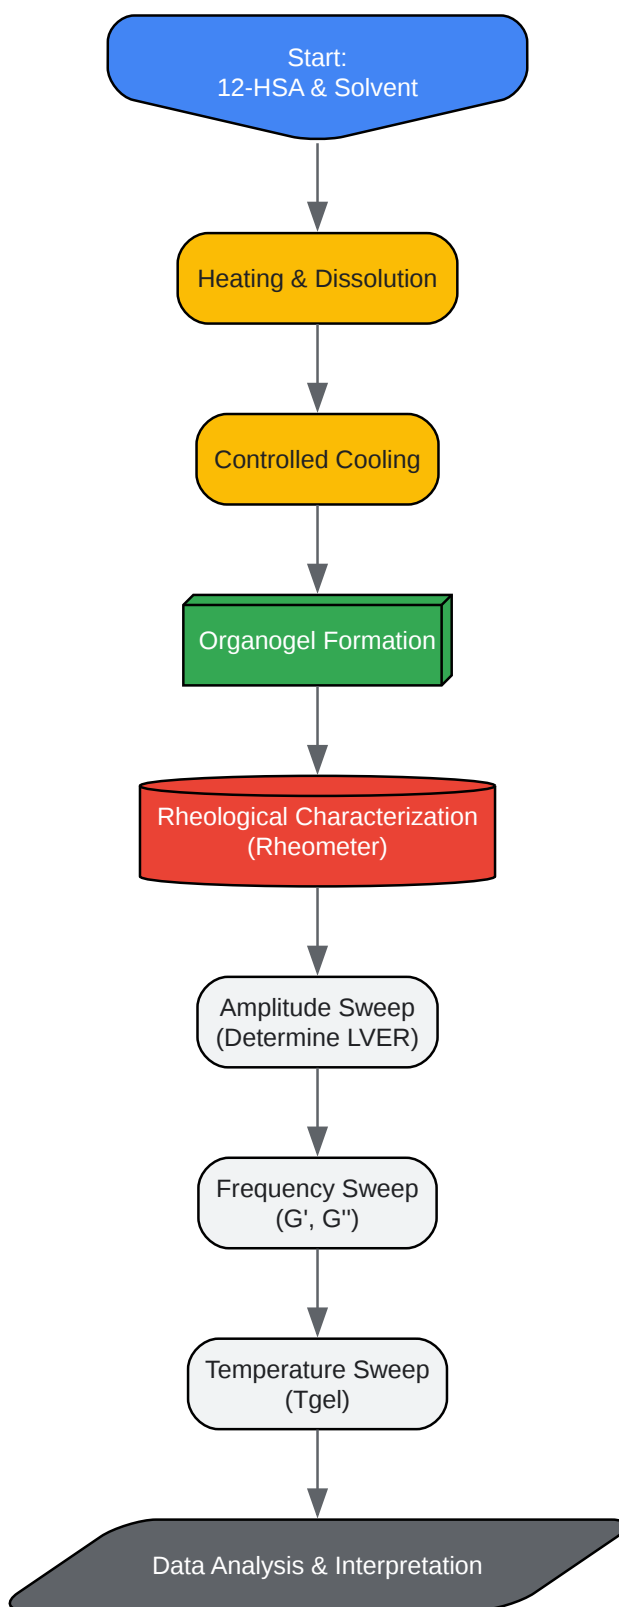 Start:
12-HSA & Solvent
Heating & Dissolution
Controlled Cooling
Organogel Formation
Rheological Characterization
(Rheometer)
Amplitude Sweep
(Determine LVER)
Frequency Sweep
(G', G'')
Temperature Sweep
(Tgel)
Data Analysis & Interpretation